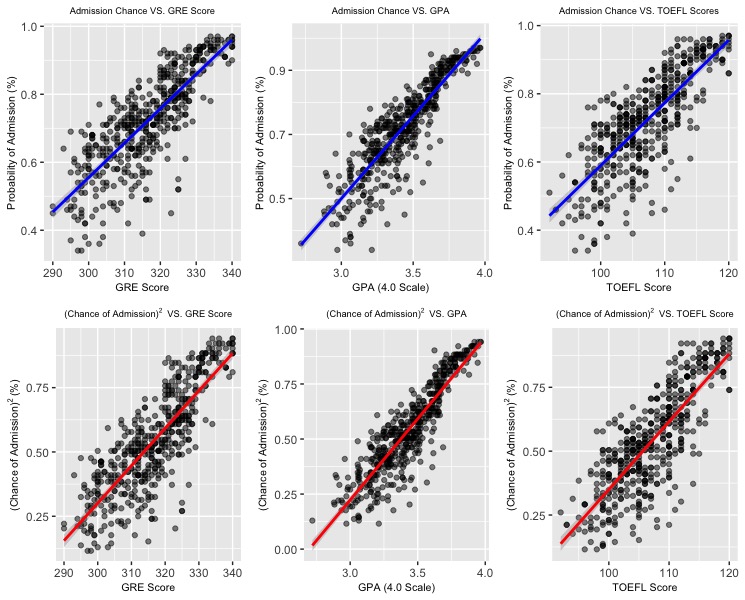 Admission Chance VS. GRE Score
Probability of Admission (%)
1.0
0.8
0.6
0.4
290 300 310 320 330 340
GRE Score
Admission Chance VS. GPA
Probability of Admission (%)
0.9
0.7
0.5
3.0 3.5 4.0
GPA (4.0 Scale)
Admission Chance VS. TOEFL Scores
Probability of Admission (%)
1.0
0.8
0.6
0.4
100 110 120
TOEFL Score
(Chance of Admission)² VS. GRE Score
(Chance of Admission)² (%)
0.75
0.50
0.25
290 300 310 320 330 340
GRE Score
(Chance of Admission)² VS. GPA
(Chance of Admission)² (%)
1.00
0.75
0.50
0.25
0.00
3.0 3.5 4.0
GPA (4.0 Scale)
(Chance of Admission)² VS. TOEFL Score
(Chance of Admission)² (%)
0.75
0.50
0.25
100 110 120
TOEFL Score